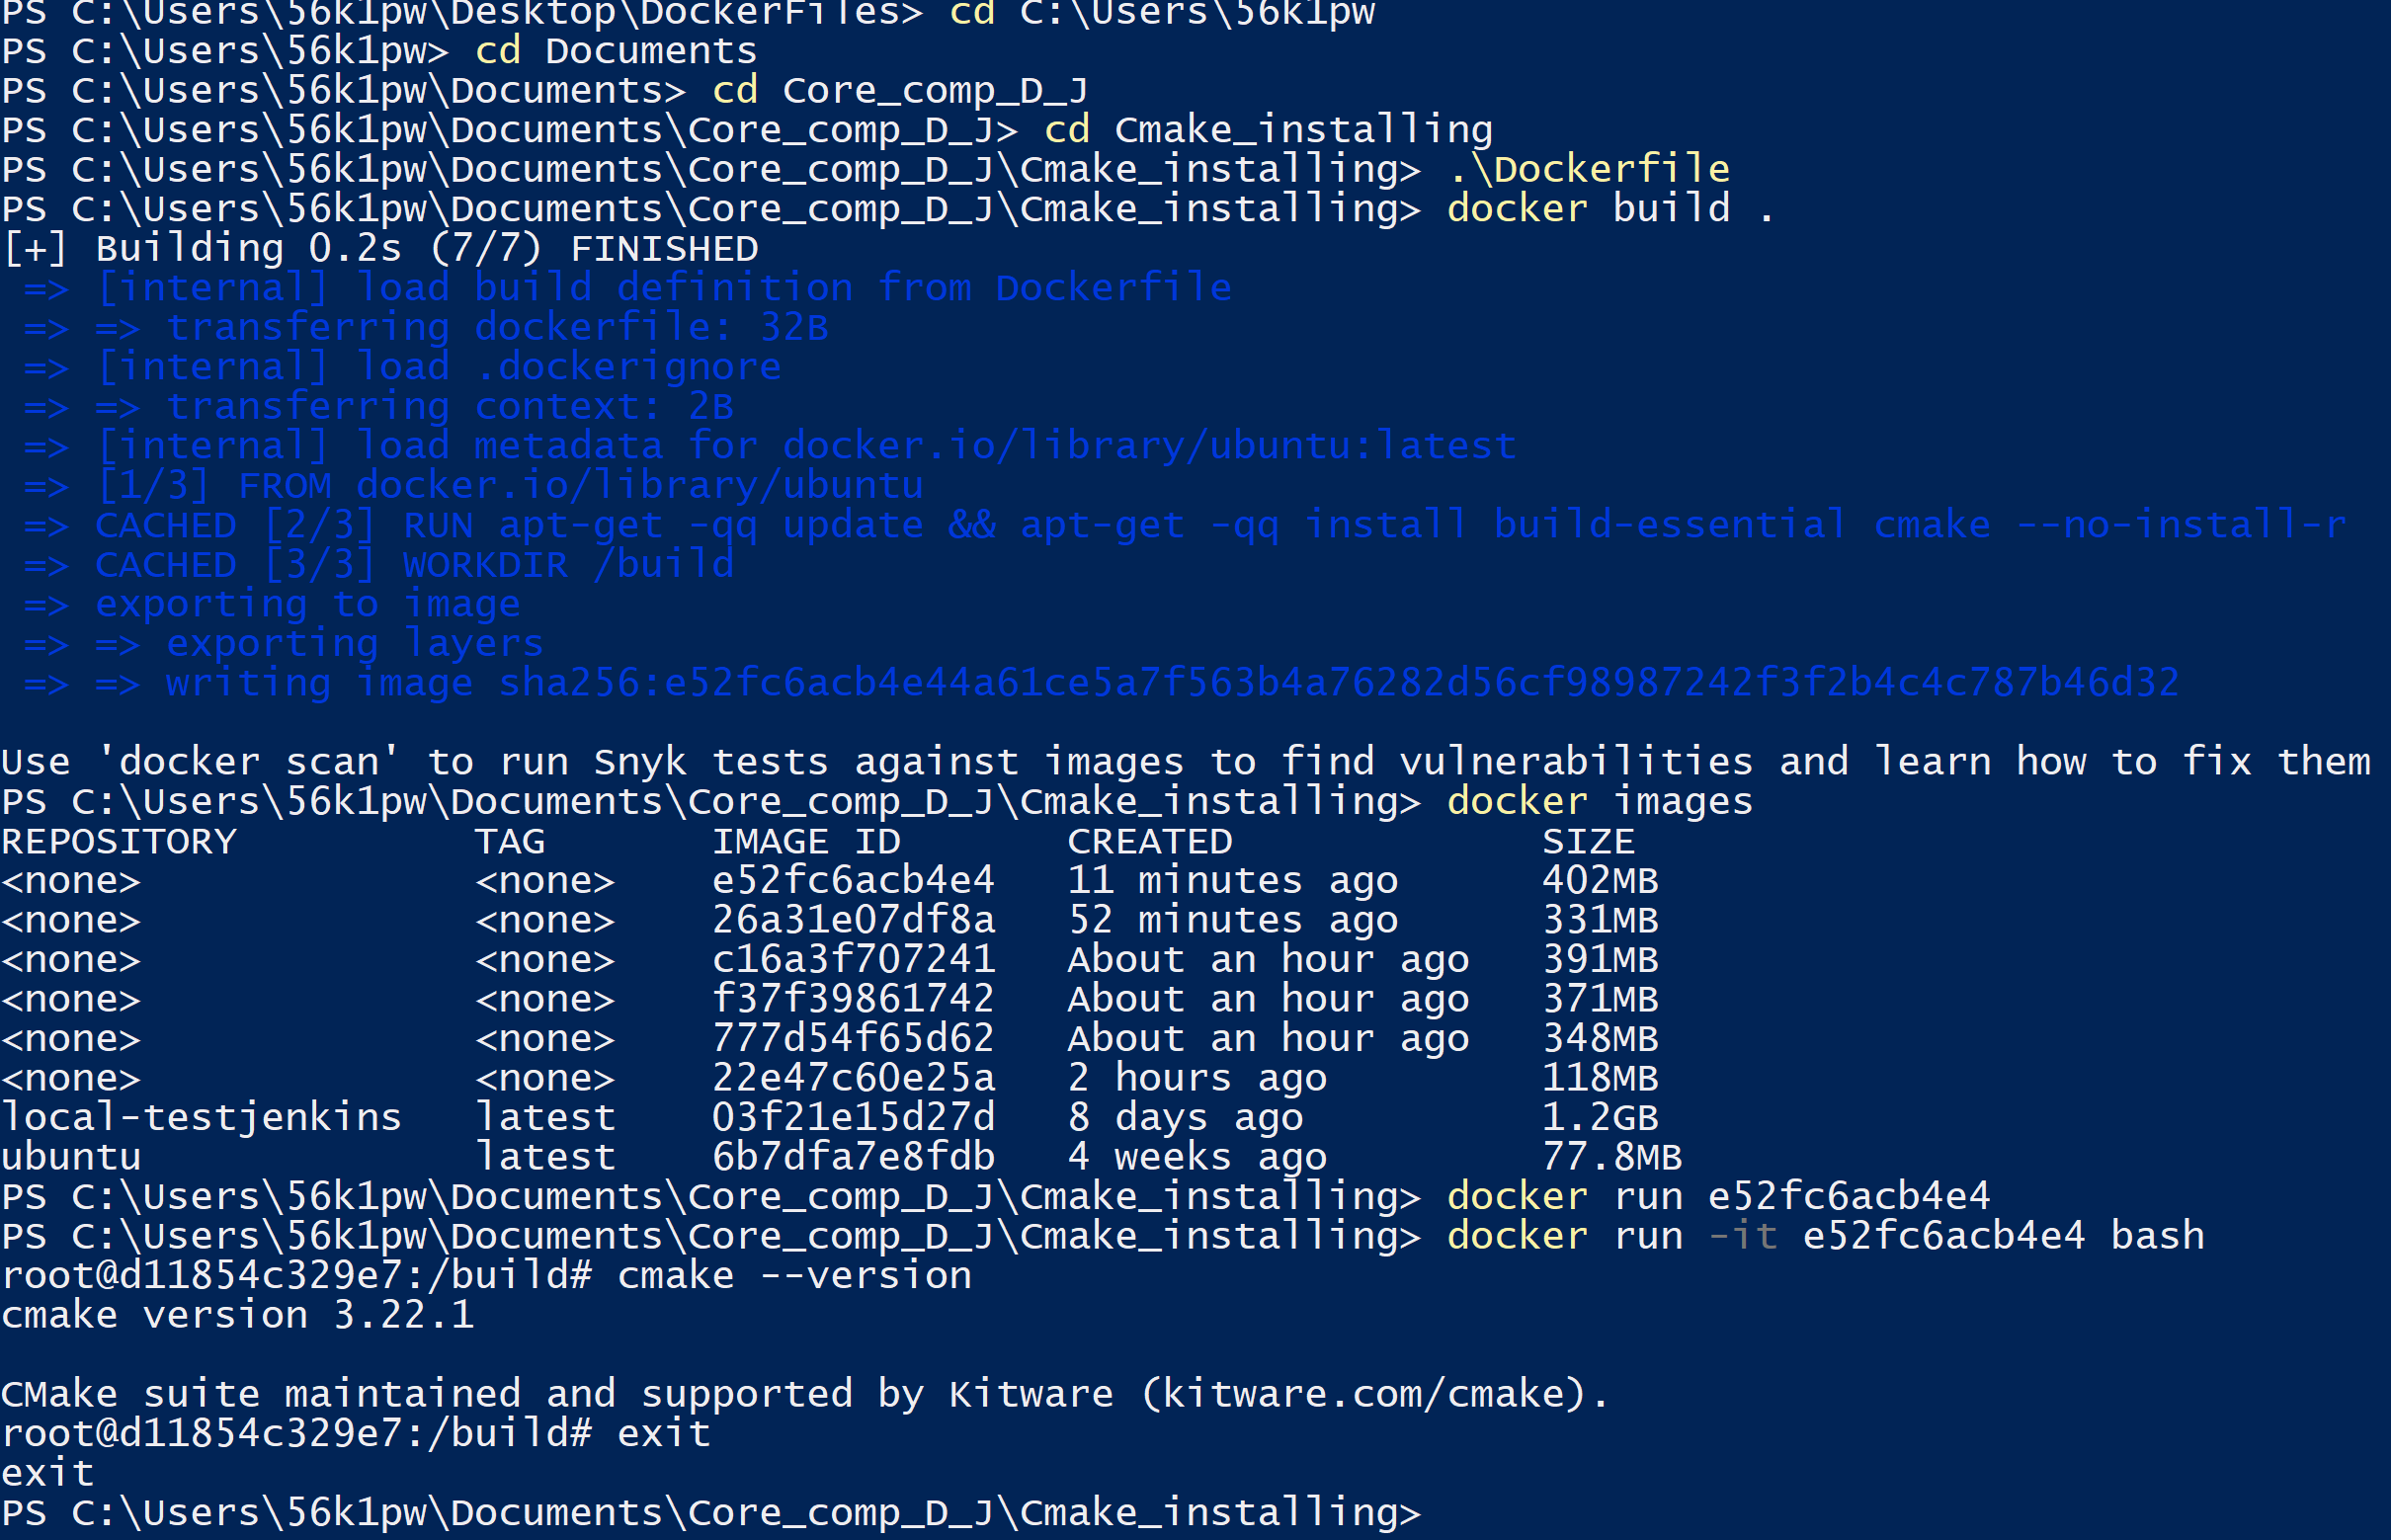 PS C:\Users\56k1pw\Desktop\DockerFiles> cd C:\Users\56k1pw
PS C:\Users\56k1pw> cd Documents
PS C:\Users\56k1pw\Documents> cd Core_comp_D_J
PS C:\Users\56k1pw\Documents\Core_comp_D_J> cd Cmake_installing
PS C:\Users\56k1pw\Documents\Core_comp_D_J\Cmake_installing> .\Dockerfile
PS C:\Users\56k1pw\Documents\Core_comp_D_J\Cmake_installing> docker build .
[+] Building 0.2s (7/7) FINISHED
 => [internal] load build definition from Dockerfile
 => => transferring dockerfile: 32B
 => [internal] load .dockerignore
 => => transferring context: 2B
 => [internal] load metadata for docker.io/library/ubuntu:latest
 => [1/3] FROM docker.io/library/ubuntu
 => CACHED [2/3] RUN apt-get -qq update && apt-get -qq install build-essential cmake --no-install-r
 => CACHED [3/3] WORKDIR /build
 => exporting to image
 => => exporting layers
 => => writing image sha256:e52fc6acb4e44a61ce5a7f563b4a76282d56cf98987242f3f2b4c4c787b46d32

Use 'docker scan' to run Snyk tests against images to find vulnerabilities and learn how to fix them
PS C:\Users\56k1pw\Documents\Core_comp_D_J\Cmake_installing> docker images
REPOSITORY          TAG       IMAGE ID       CREATED             SIZE
<none>              <none>    e52fc6acb4e4   11 minutes ago      402MB
<none>              <none>    26a31e07df8a   52 minutes ago      331MB
<none>              <none>    c16a3f707241   About an hour ago   391MB
<none>              <none>    f37f39861742   About an hour ago   371MB
<none>              <none>    777d54f65d62   About an hour ago   348MB
<none>              <none>    22e47c60e25a   2 hours ago         118MB
local-testjenkins   latest    03f21e15d27d   8 days ago          1.2GB
ubuntu              latest    6b7dfa7e8fdb   4 weeks ago         77.8MB
PS C:\Users\56k1pw\Documents\Core_comp_D_J\Cmake_installing> docker run e52fc6acb4e4
PS C:\Users\56k1pw\Documents\Core_comp_D_J\Cmake_installing> docker run -it e52fc6acb4e4 bash
root@d11854c329e7:/build# cmake --version
cmake version 3.22.1

CMake suite maintained and supported by Kitware (kitware.com/cmake).
root@d11854c329e7:/build# exit
exit
PS C:\Users\56k1pw\Documents\Core_comp_D_J\Cmake_installing>